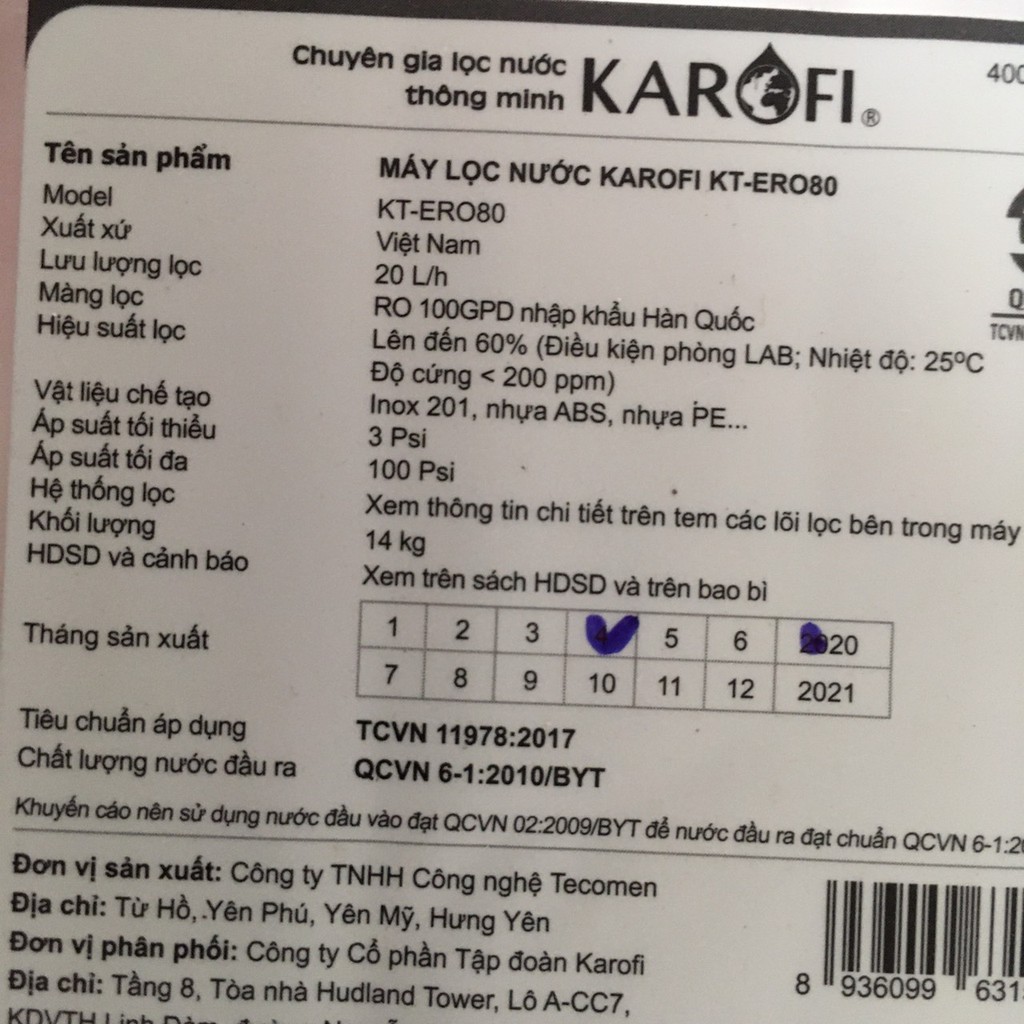 Chuyên gia lọc nước
thông minh KAROFI®
400
Tên sản phẩm MÁY LỌC NƯỚC KAROFI KT-ERO80
Model KT-ERO80
Xuất xứ Việt Nam
Lưu lượng lọc 20 L/h
Màng lọc RO 100GPD nhập khẩu Hàn Quốc
Hiệu suất lọc Lên đến 60% (Điều kiện phòng LAB; Nhiệt độ: 25ºC
Độ cứng < 200 ppm)
Vật liệu chế tạo Inox 201, nhựa ABS, nhựa PE...
Áp suất tối thiểu 3 Psi
Áp suất tối đa 100 Psi
Hệ thống lọc Xem thông tin chi tiết trên tem các lõi lọc bên trong máy
Khối lượng 14 kg
HDSD và cảnh báo Xem trên sách HDSD và trên bao bì
Tháng sản xuất
1 2 3 4 5 6 2020
7 8 9 10 11 12 2021
Tiêu chuẩn áp dụng TCVN 11978:2017
Chất lượng nước đầu ra QCVN 6-1:2010/BYT
Khuyến cáo nên sử dụng nước đầu vào đạt QCVN 02:2009/BYT để nước đầu ra đạt chuẩn QCVN 6-1:20
Đơn vị sản xuất: Công ty TNHH Công nghệ Tecomen
Địa chỉ: Từ Hồ, Yên Phú, Yên Mỹ, Hưng Yên
Đơn vị phân phối: Công ty Cổ phần Tập đoàn Karofi
Địa chỉ: Tầng 8, Tòa nhà Hudland Tower, Lô A-CC7,
KDVTH Linh Đàm,
Q
TCVN
8 936099 631